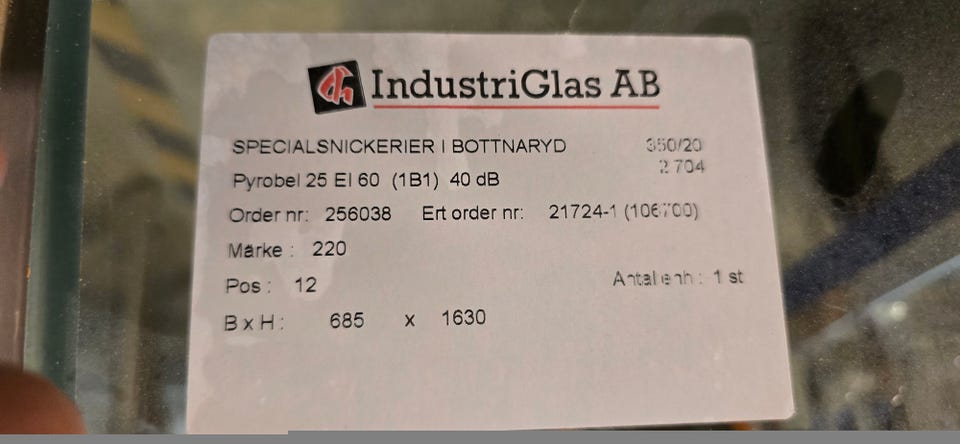 IndustriGlas AB
SPECIALSNICKERIER I BOTTNARYD 350/20
2 704
Pyrobel 25 EI 60 (1B1) 40 dB
Order nr: 256038 Ert order nr: 21724-1 (106700)
Märke : 220
Pos : 12 Antal enh : 1 st
B x H : 685 x 1630